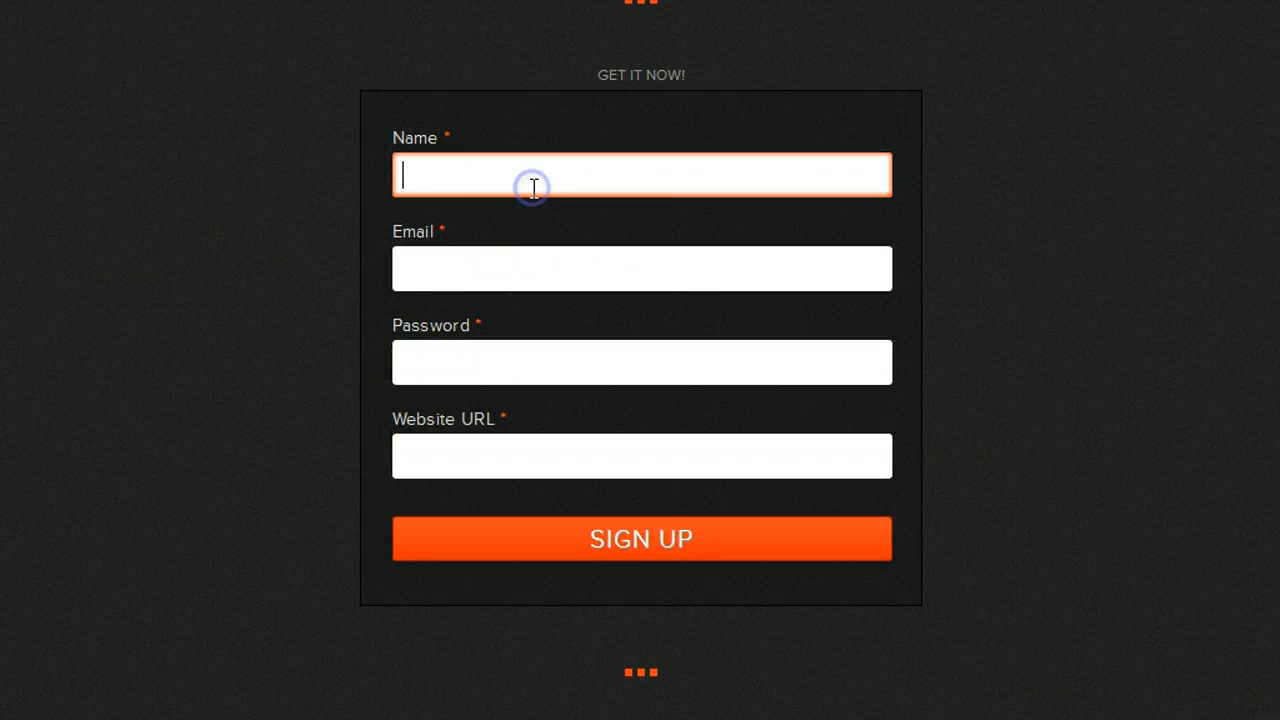 GET IT NOW!
Name *
Email *
Password *
Website URL *
SIGN UP